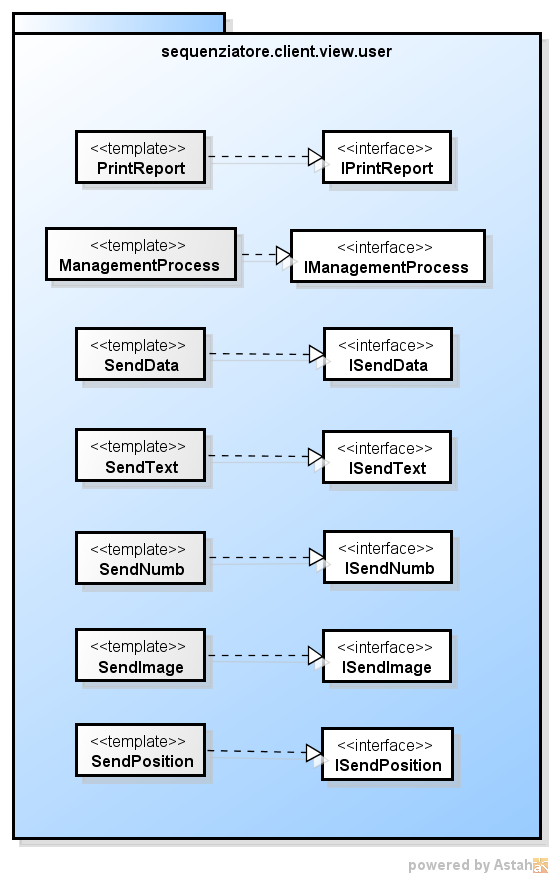 sequenziatore.client.view.user
<<template>>
PrintReport
<<interface>>
IPrintReport
<<template>>
ManagementProcess
<<interface>>
IManagementProcess
<<template>>
SendData
<<interface>>
ISendData
<<template>>
SendText
<<interface>>
ISendText
<<template>>
SendNumb
<<interface>>
ISendNumb
<<template>>
SendImage
<<interface>>
ISendImage
<<template>>
SendPosition
<<interface>>
ISendPosition
powered by Astah